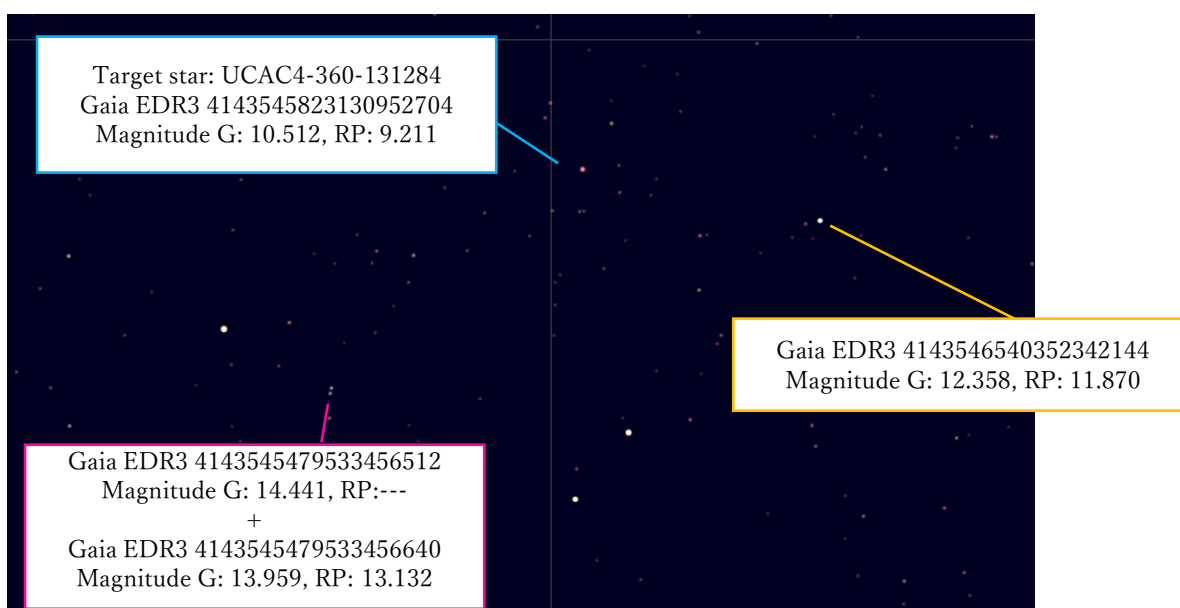 Target star: UCAC4-360-131284
Gaia EDR3 4143545823130952704
Magnitude G: 10.512, RP: 9.211
Gaia EDR3 4143546540352342144
Magnitude G: 12.358, RP: 11.870
Gaia EDR3 4143545479533456512
Magnitude G: 14.441, RP:---
+
Gaia EDR3 4143545479533456640
Magnitude G: 13.959, RP: 13.132